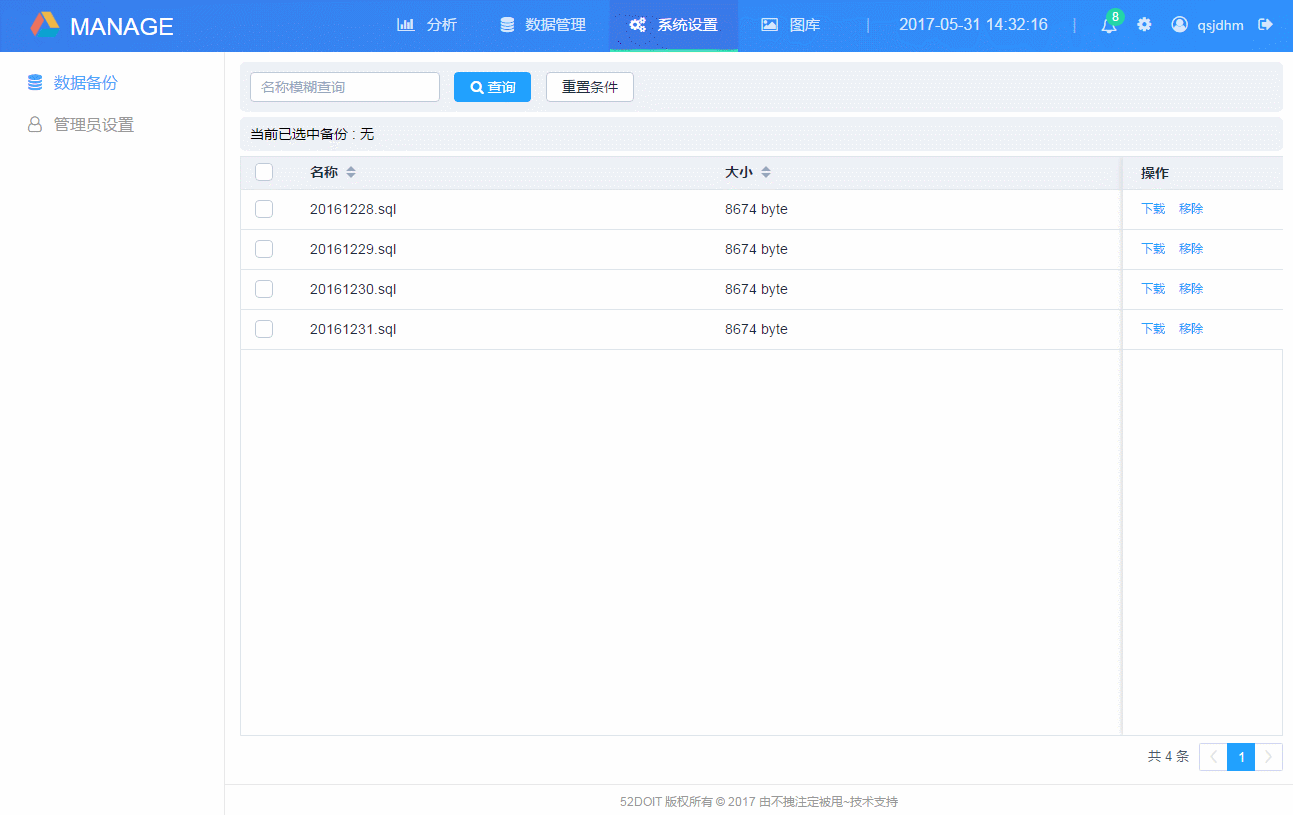 MANAGE 分析 数据管理 系统设置 图库 | 2017-05-31 14:32:16 | 8 qsjdhm
数据备份
管理员设置
名称模糊查询 查询 重置条件
当前已选中备份 : 无
名称 大小 操作
20161228.sql 8674 byte 下载 移除
20161229.sql 8674 byte 下载 移除
20161230.sql 8674 byte 下载 移除
20161231.sql 8674 byte 下载 移除
共 4 条 1
52DOIT 版权所有 © 2017 由不拽注定被甩~技术支持